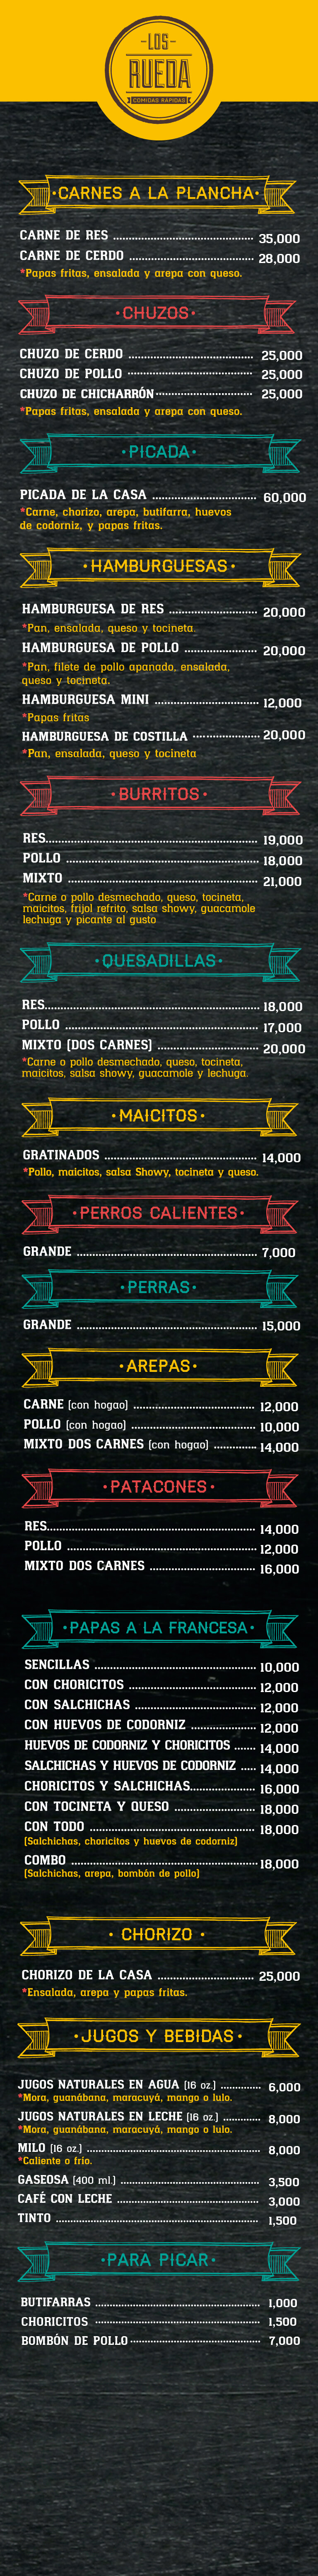 -LOS-
RUEDA
COMIDAS RAPIDAS
·CARNES A LA PLANCHA·
CARNE DE RES 35,000
CARNE DE CERDO 28,000
*Papas fritas, ensalada y arepa con queso.
·CHUZOS·
CHUZO DE CERDO 25,000
CHUZO DE POLLO 25,000
CHUZO DE CHICHARRÓN 25,000
*Papas fritas, ensalada y arepa con queso.
·PICADA·
PICADA DE LA CASA 60,000
*Carne, chorizo, arepa, butifarra, huevos
de codorniz, y papas fritas.
·HAMBURGUESAS·
HAMBURGUESA DE RES 20,000
*Pan, ensalada, queso y tocineta.
HAMBURGUESA DE POLLO 20,000
*Pan, filete de pollo apanado, ensalada,
queso y tocineta.
HAMBURGUESA MINI 12,000
*Papas fritas
HAMBURGUESA DE COSTILLA 20,000
*Pan, ensalada, queso y tocineta
·BURRITOS·
RES 19,000
POLLO 18,000
MIXTO 21,000
*Carne o pollo desmechado, queso, tocineta,
maicitos, frijol refrito, salsa showy, guacamole
lechuga y picante al gusto
·QUESADILLAS·
RES 18,000
POLLO 17,000
MIXTO [DOS CARNES] 20,000
*Carne o pollo desmechado, queso, tocineta,
maicitos, salsa showy, guacamole y lechuga.
·MAICITOS·
GRATINADOS 14,000
*Pollo, maicitos, salsa Showy, tocineta y queso.
·PERROS CALIENTES·
GRANDE 7,000
·PERRAS·
GRANDE 15,000
·AREPAS·
CARNE [con hogao] 12,000
POLLO [con hogao] 10,000
MIXTO DOS CARNES [con hogao] 14,000
·PATACONES·
RES 14,000
POLLO 12,000
MIXTO DOS CARNES 16,000
·PAPAS A LA FRANCESA·
SENCILLAS 10,000
CON CHORICITOS 12,000
CON SALCHICHAS 12,000
CON HUEVOS DE CODORNIZ 12,000
HUEVOS DE CODORNIZ Y CHORICITOS 14,000
SALCHICHAS Y HUEVOS DE CODORNIZ 14,000
CHORICITOS Y SALCHICHAS 16,000
CON TOCINETA Y QUESO 18,000
CON TODO 18,000
[Salchichas, choricitos y huevos de codorniz]
COMBO 18,000
[Salchichas, arepa, bombón de pollo]
· CHORIZO ·
CHORIZO DE LA CASA 25,000
*Ensalada, arepa y papas fritas.
·JUGOS Y BEBIDAS·
JUGOS NATURALES EN AGUA [16 oz.] 6,000
*Mora, guanábana, maracuyá, mango o lulo.
JUGOS NATURALES EN LECHE [16 oz.] 8,000
*Mora, guanábana, maracuyá, mango o lulo.
MILO [16 oz.] 8,000
*Caliente o frío.
GASEOSA [400 ml.] 3,500
CAFÉ CON LECHE 3,000
TINTO 1,500
·PARA PICAR·
BUTIFARRAS 1,000
CHORICITOS 1,500
BOMBÓN DE POLLO 7,000